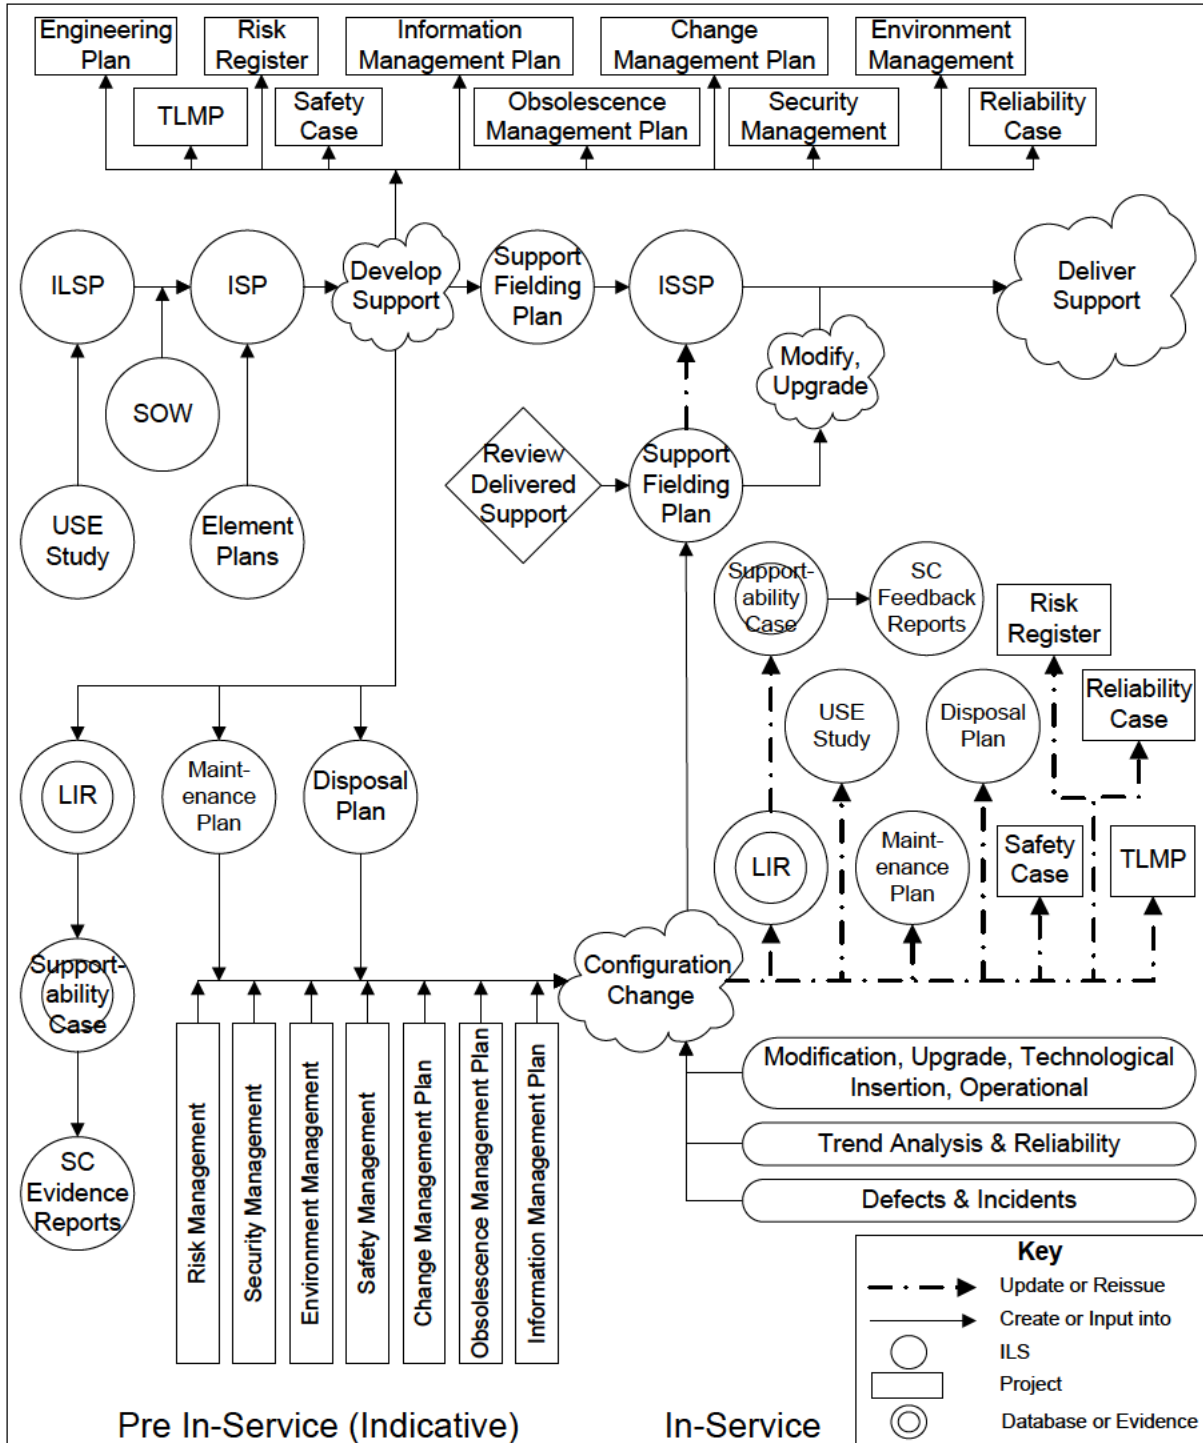 Engineering
Plan
Risk
Register
Information
Management Plan
Change
Management Plan
Environment
Management
TLMP
Safety
Case
Obsolescence
Management Plan
Security
Management
Reliability
Case
ILSP
ISP
Develop
Support
Support
Fielding
Plan
ISSP
Deliver
Support
SOW
Modify,
Upgrade
USE
Study
Element
Plans
Review
Delivered
Support
Support
Fielding
Plan
Support-
ability
Case
SC
Feedback
Reports
Risk
Register
Reliability
Case
USE
Study
Disposal
Plan
LIR
Maint-
enance
Plan
Disposal
Plan
LIR
Maint-
enance
Plan
Safety
Case
TLMP
Support-
ability
Case
Configuration
Change
SC
Evidence
Reports
Risk Management
Security Management
Environment Management
Safety Management
Change Management Plan
Obsolescence Management Plan
Information Management Plan
Modification, Upgrade, Technological
Insertion, Operational
Trend Analysis & Reliability
Defects & Incidents
Key
Update or Reissue
Create or Input into
ILS
Project
Database or Evidence
Pre In-Service (Indicative)
In-Service